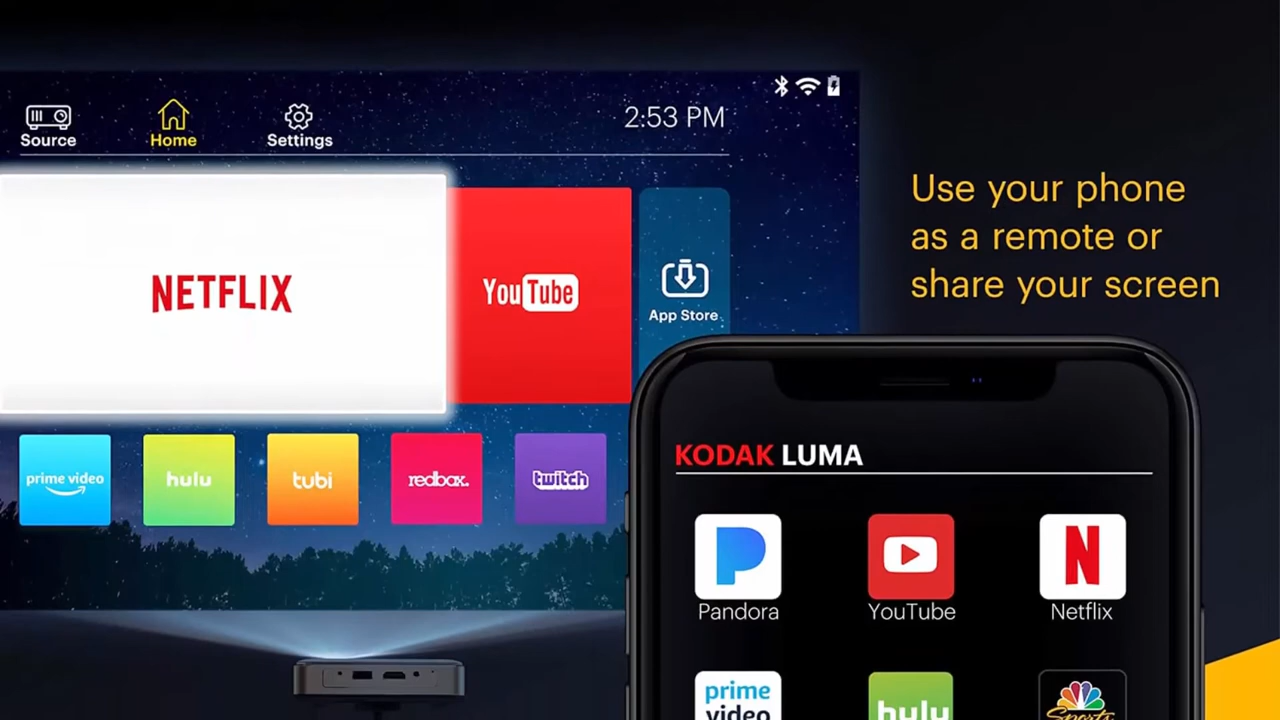 2:53 PM
Source
Home
Settings
NETFLIX
YouTube
App Store
Use your phone
as a remote or
share your screen
prime video
hulu
tubi
redbox.
twitch
KODAK LUMA
Pandora
YouTube
Netflix
prime
video
hulu
Sports